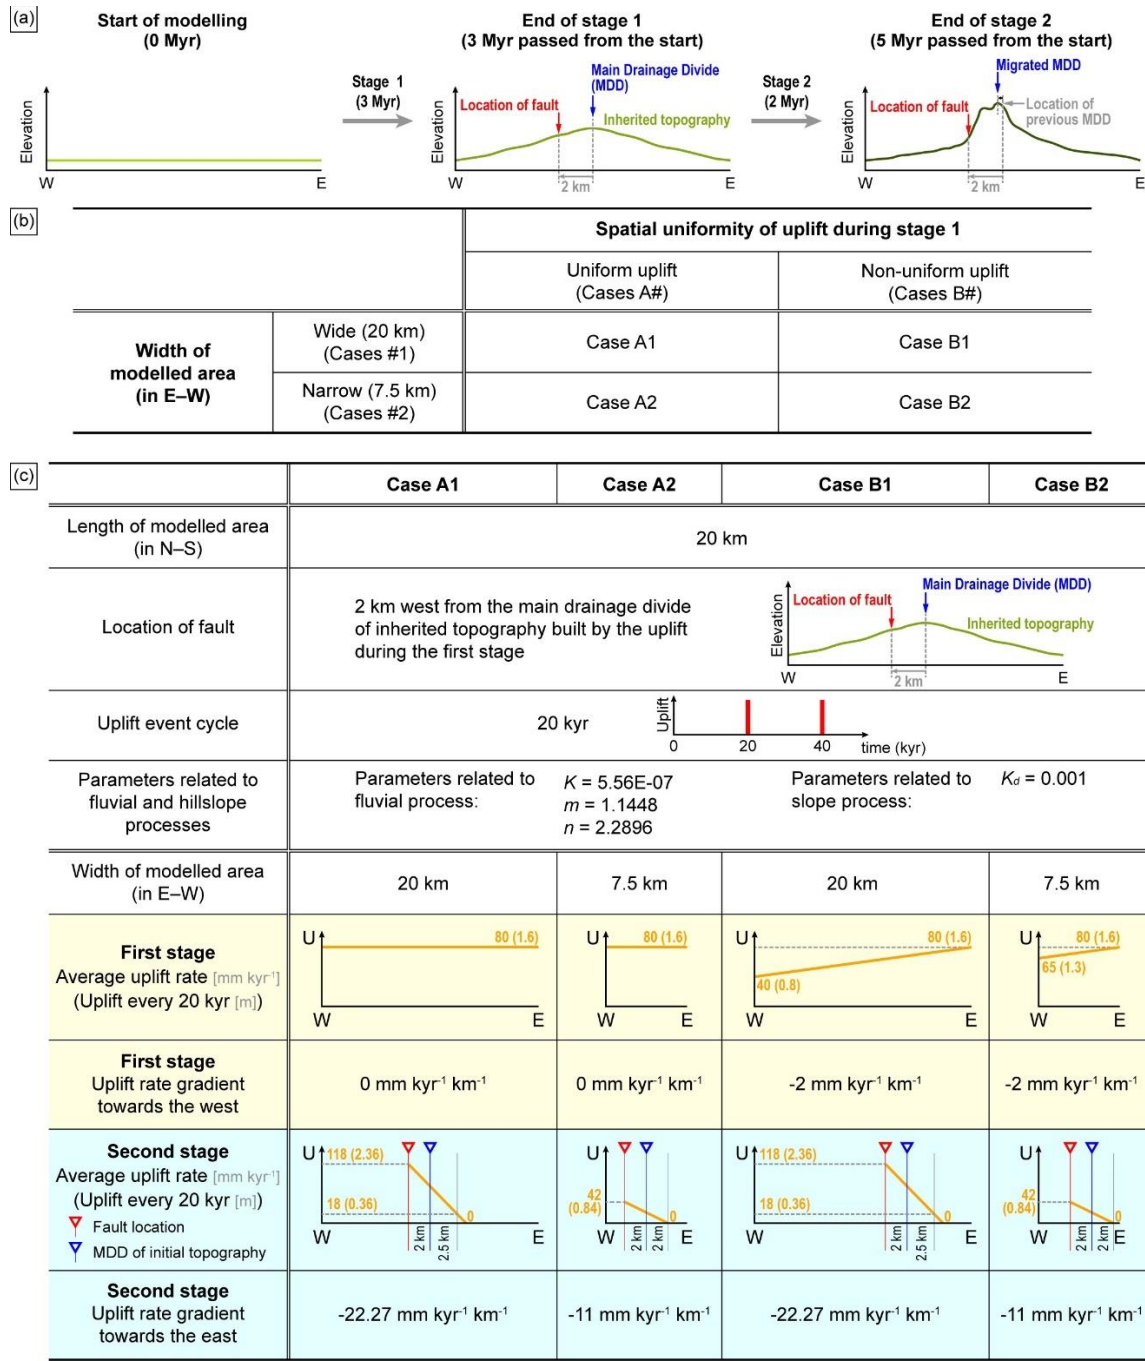 (a)
Start of modelling
(0 Myr)
Elevation
W
E
Stage 1
(3 Myr)
End of stage 1
(3 Myr passed from the start)
Main Drainage Divide
(MDD)
Location of fault
Inherited topography
Elevation
W
E
2 km
Stage 2
(2 Myr)
End of stage 2
(5 Myr passed from the start)
Migrated MDD
Location of fault
Location of
previous MDD
Elevation
W
E
2 km
(b)
Spatial uniformity of uplift during stage 1
Uniform uplift
(Cases A#)
Non-uniform uplift
(Cases B#)
Width of
modelled area
(in E–W)
Wide (20 km)
(Cases #1)
Case A1
Case B1
Narrow (7.5 km)
(Cases #2)
Case A2
Case B2
(c)
Case A1
Case A2
Case B1
Case B2
Length of modelled area
(in N–S)
20 km
Location of fault
2 km west from the main drainage divide
of inherited topography built by the uplift
during the first stage
Main Drainage Divide (MDD)
Location of fault
Inherited topography
Elevation
W
E
2 km
Uplift event cycle
20 kyr
Uplift
0
20
40
time (kyr)
Parameters related to
fluvial and hillslope
processes
Parameters related to
fluvial process:
K = 5.56E-07
m = 1.1448
n = 2.2896
Parameters related to
slope process:
Kd = 0.001
Width of modelled area
(in E–W)
20 km
7.5 km
20 km
7.5 km
First stage
Average uplift rate [mm kyr⁻¹]
(Uplift every 20 kyr [m])
U
80 (1.6)
W
E
U
80 (1.6)
W
E
U
80 (1.6)
40 (0.8)
W
E
U
80 (1.6)
65 (1.3)
W
E
First stage
Uplift rate gradient
towards the west
0 mm kyr⁻¹ km⁻¹
0 mm kyr⁻¹ km⁻¹
-2 mm kyr⁻¹ km⁻¹
-2 mm kyr⁻¹ km⁻¹
Second stage
Average uplift rate [mm kyr⁻¹]
(Uplift every 20 kyr [m])
Fault location
MDD of initial topography
U
118 (2.36)
18 (0.36)
0
W
E
2 km
2.5 km
U
42
(0.84)
0
W
E
2 km
2 km
U
118 (2.36)
18 (0.36)
0
W
E
2 km
2.5 km
U
42
(0.84)
0
W
E
2 km
2 km
Second stage
Uplift rate gradient
towards the east
-22.27 mm kyr⁻¹ km⁻¹
-11 mm kyr⁻¹ km⁻¹
-22.27 mm kyr⁻¹ km⁻¹
-11 mm kyr⁻¹ km⁻¹